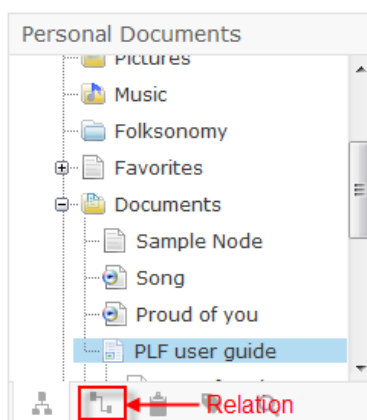 Personal Documents
Pictures
Music
Folksonomy
Favorites
Documents
Sample Node
Song
Proud of you
PLF user guide
Relation